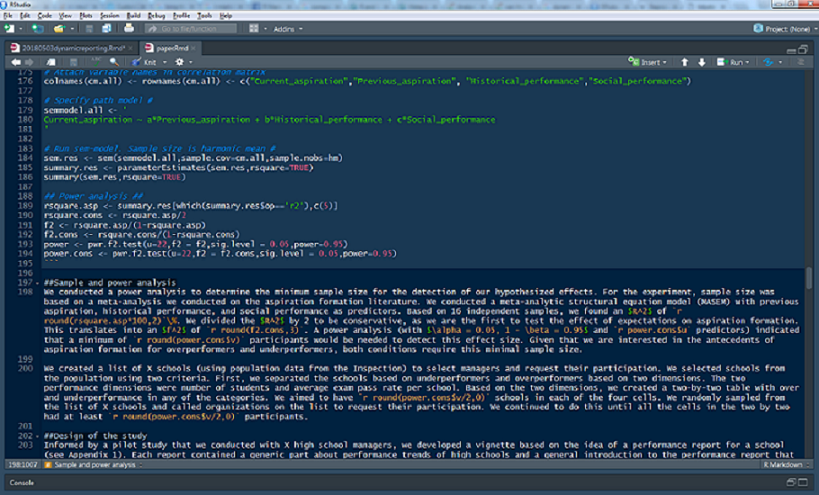 RStudio
File Edit Code View Plots Session Build Debug Profile Tools Help
Go to file/function
Addins
Project: (None)
20180503dynamicreporting.Rmd*
paper.Rmd
Knit
Insert
Run
175 # Attach variable names in correlation matrix
176 colnames(cm.all) <- rownames(cm.all) <- c("Current_aspiration","Previous_aspiration", "Historical_performance","Social_performance")
177
178 # Specify path model #
179 semmodel.all <- '
180 Current_aspiration ~ a*Previous_aspiration + b*Historical_performance + c*Social_performance
181 '
182
183 # Run sem-model. Sample size is harmonic mean #
184 sem.res <- sem(semmodel.all,sample.cov=cm.all,sample.nobs=hm)
185 summary.res <- parameterEstimates(sem.res,rsquare=TRUE)
186 summary(sem.res,rsquare=TRUE)
187
188 ## Power analysis ##
189 rsquare.asp <- summary.res[which(summary.res$op=='r2'),c(5)]
190 rsquare.cons <- rsquare.asp/2
191 f2 <- rsquare.asp/(1-rsquare.asp)
192 f2.cons <- rsquare.cons/(1-rsquare.cons)
193 power <- pwr.f2.test(u=22,f2 = f2,sig.level = 0.05,power=0.95)
194 power.cons <- pwr.f2.test(u=22,f2 = f2.cons,sig.level = 0.05,power=0.95)
195 ```
196
197 ##Sample and power analysis
198 We conducted a power analysis to determine the minimum sample size for the detection of our hypothesized effects. For the experiment, sample size was
based on a meta-analysis we conducted on the aspiration formation literature. We conducted a meta-analytic structural equation model (MASEM) with previous
aspiration, historical performance, and social performance as predictors. Based on 16 independent samples, we found an $R^2$ of `r
round(rsquare.asp*100,2)`\%. We divided the $R^2$ by 2 to be conservative, as we are the first to test the effect of expectations on aspiration formation.
This translates into an $f^2$ of `r round(f2.cons,3)`. A power analysis (with $\alpha = 0.05, 1 - \beta = 0.95$ and `r power.cons$u` predictors) indicated
that a minimum of `r round(power.cons$v)` participants would be needed to detect this effect size. Given that we are interested in the antecedents of
aspiration formation for overperformers and underperformers, both conditions require this minimal sample size.
199
200 We created a list of X schools (using population data from the Inspection) to select managers and request their participation. We selected schools from
the population using two criteria. First, we separated the schools based on underperformers and overperformers based on two dimensions. The two
performance dimensions were number of students and average exam pass rate per school. Based on the two dimensions, we created a two-by-two table with over
and underperformance in any of the categories. We aimed to have `r round(power.cons$v/2,0)` schools in each of the four cells. We randomly sampled from
the list of X schools and called organizations on the list to request their participation. We continued to do this until all the cells in the two by two
had at least `r round(power.cons$v/2,0)` participants.
201
202 ##Design of the study
203 Informed by a pilot study that we conducted with X high school managers, we developed a vignette based on the idea of a performance report for a school
(see Appendix 1). Each report contained a generic part about performance trends of high schools and a general introduction to the performance report that
198:1007 Sample and power analysis
R Markdown
Console